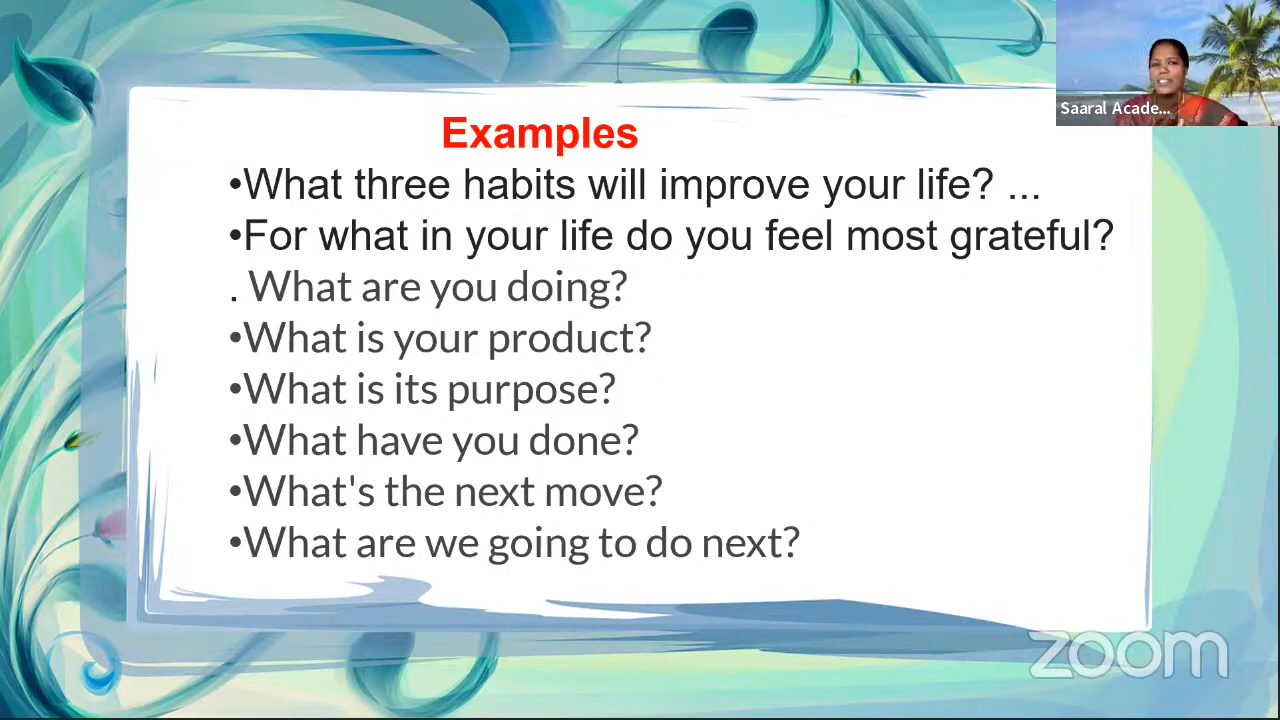 Examples
•What three habits will improve your life? ...
•For what in your life do you feel most grateful?
. What are you doing?
•What is your product?
•What is its purpose?
•What have you done?
•What's the next move?
•What are we going to do next?
Saaral Acade...
zoom